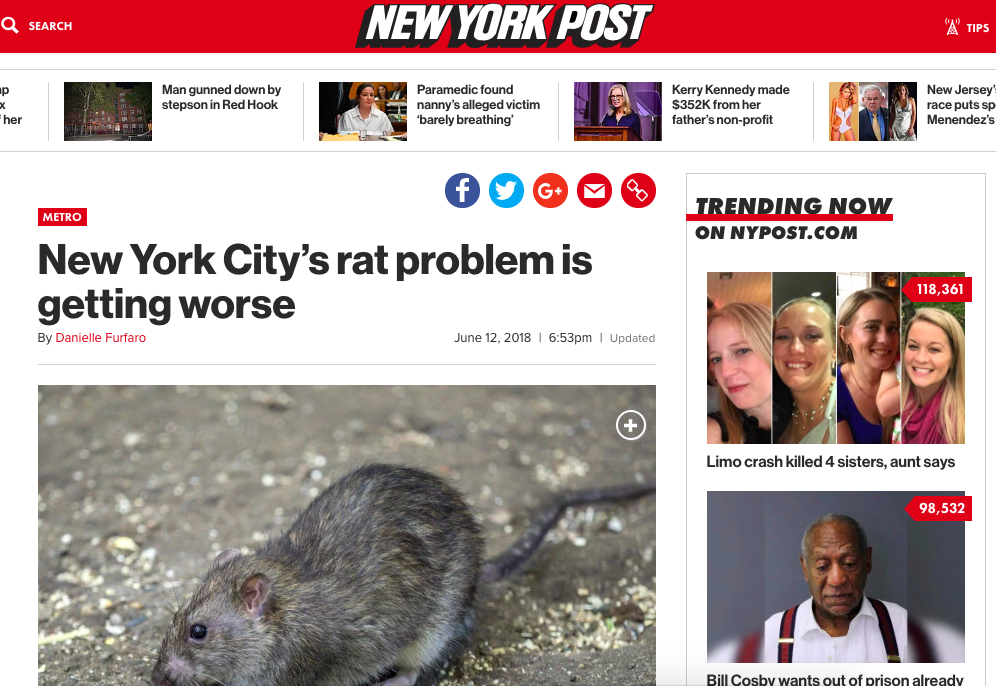 SEARCH
NEW YORK POST
TIPS
her
Man gunned down by
stepson in Red Hook
Paramedic found
nanny's alleged victim
'barely breathing'
Kerry Kennedy made
$352K from her
father's non-profit
New Jersey's
race puts
Menendez's
METRO
New York City's rat problem is
getting worse
By Danielle Furfaro
June 12, 2018 | 6:53pm | Updated
TRENDING NOW
ON NYPOST.COM
118,361
Limo crash killed 4 sisters, aunt says
98,532
Bill Cosby wants out of prison already